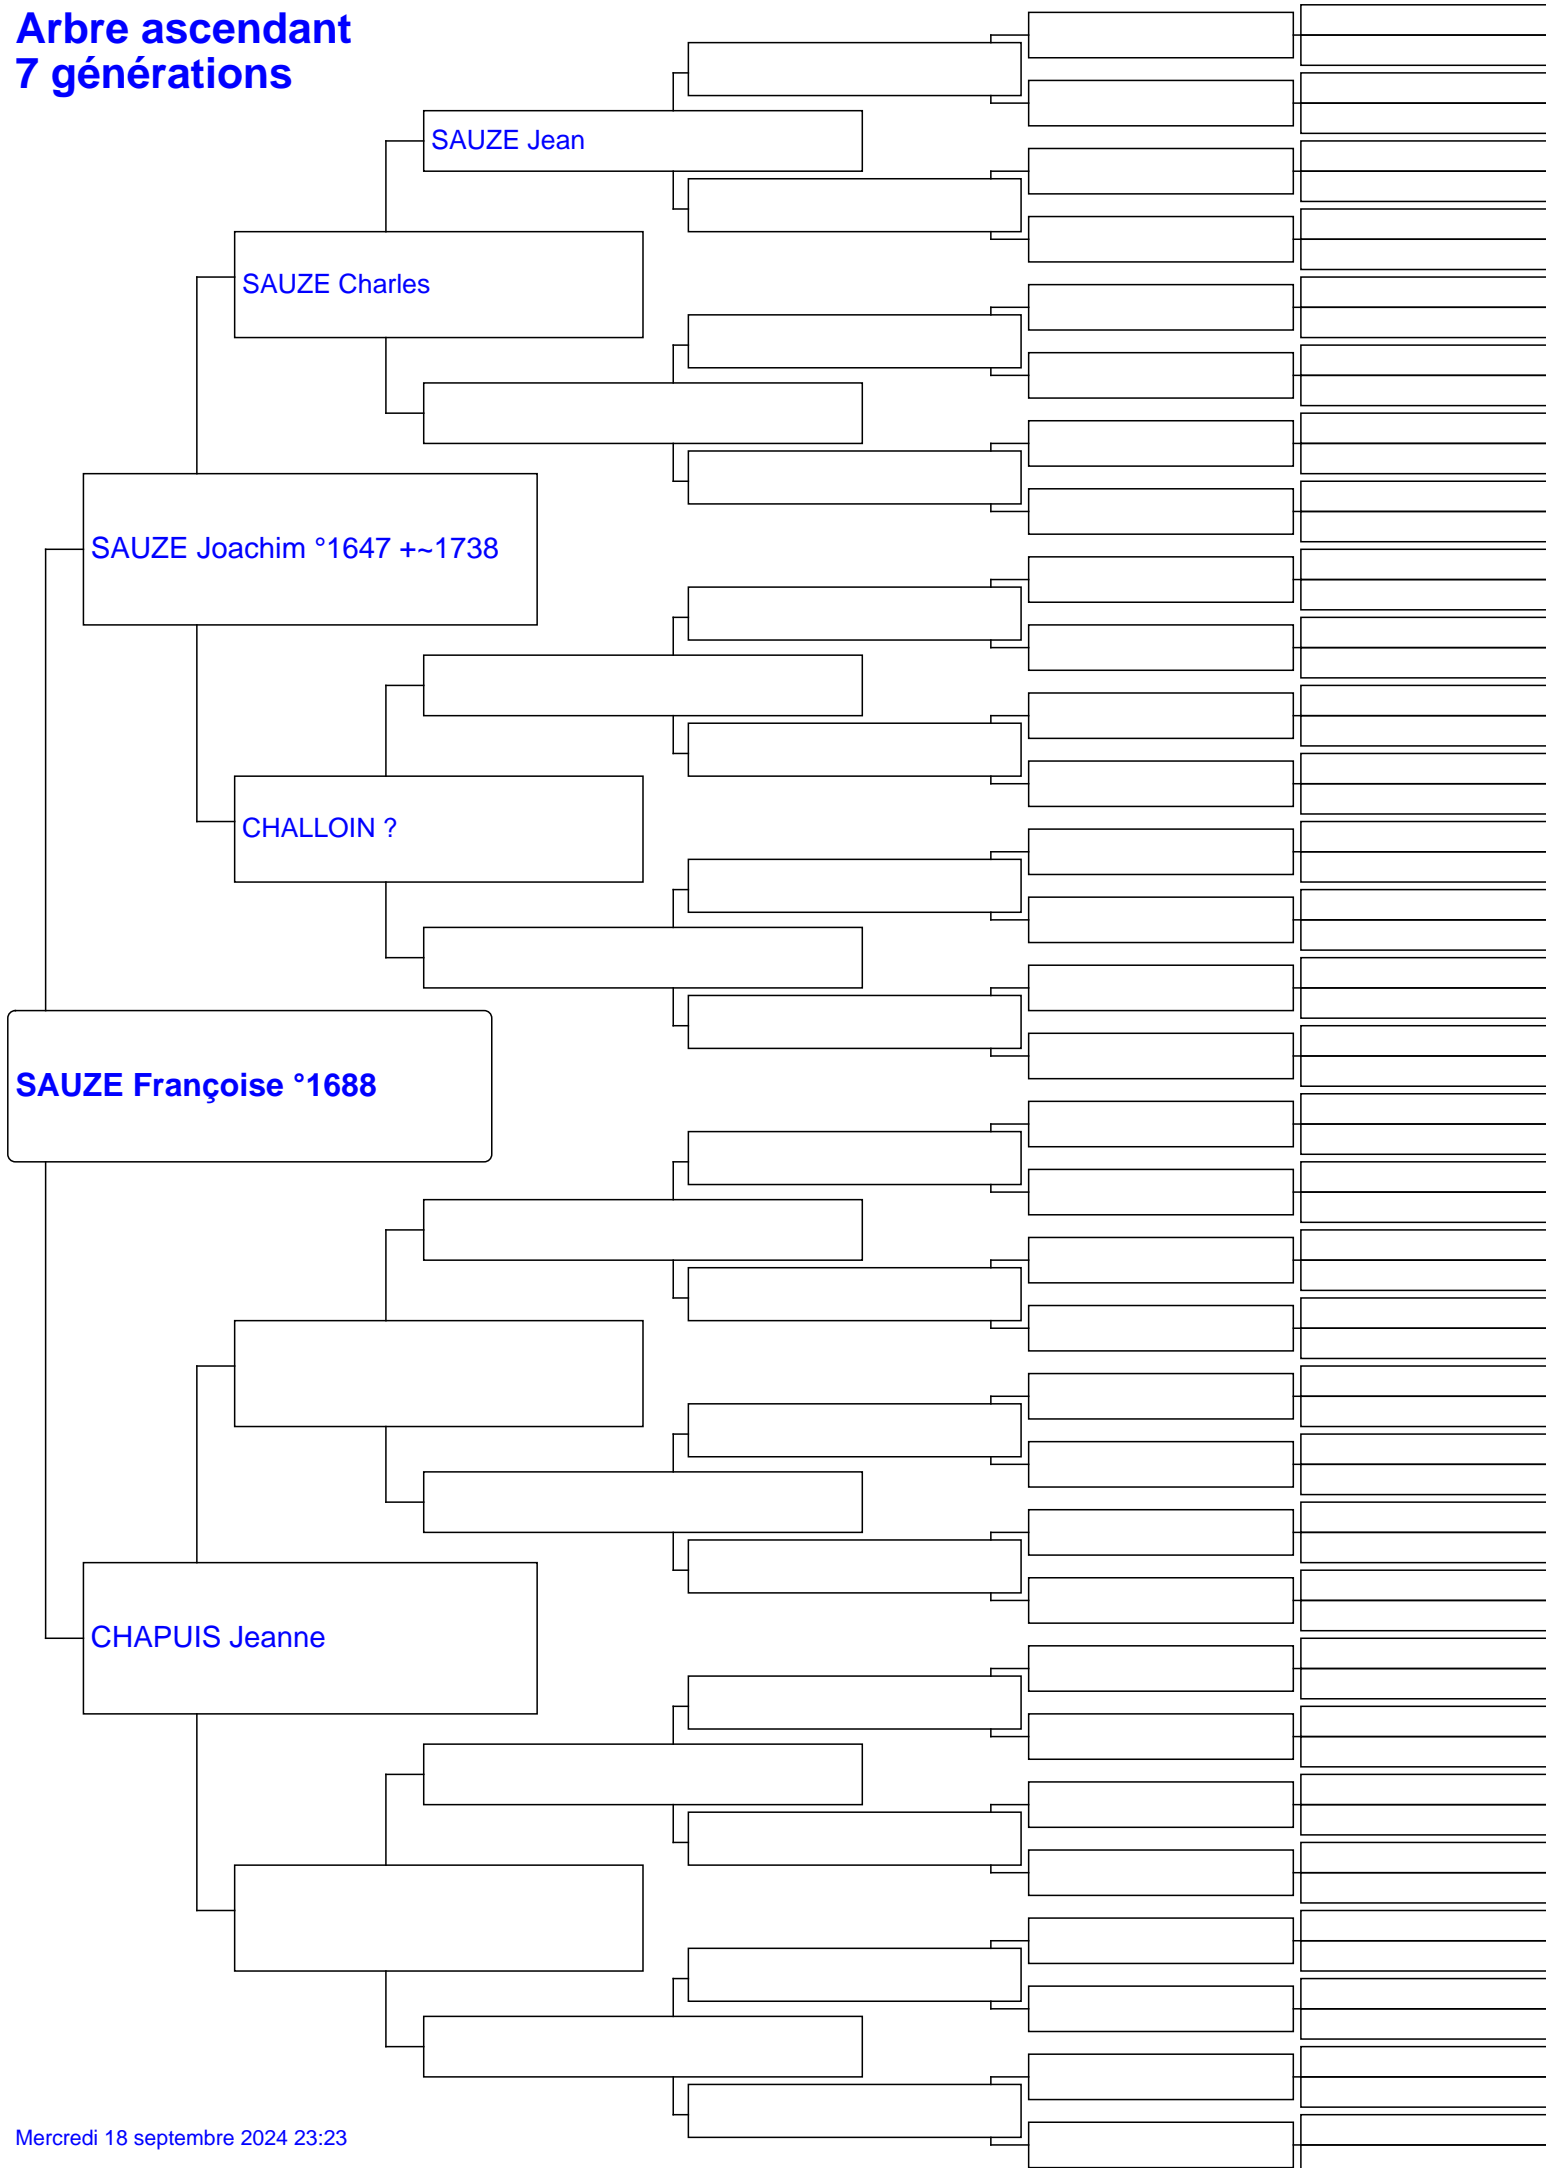 Arbre ascendant
7 générations
SAUZE Jean
SAUZE Charles
SAUZE Joachim °1647 +~1738
CHALLOIN ?
SAUZE Françoise °1688
CHAPUIS Jeanne
Mercredi 18 septembre 2024 23:23